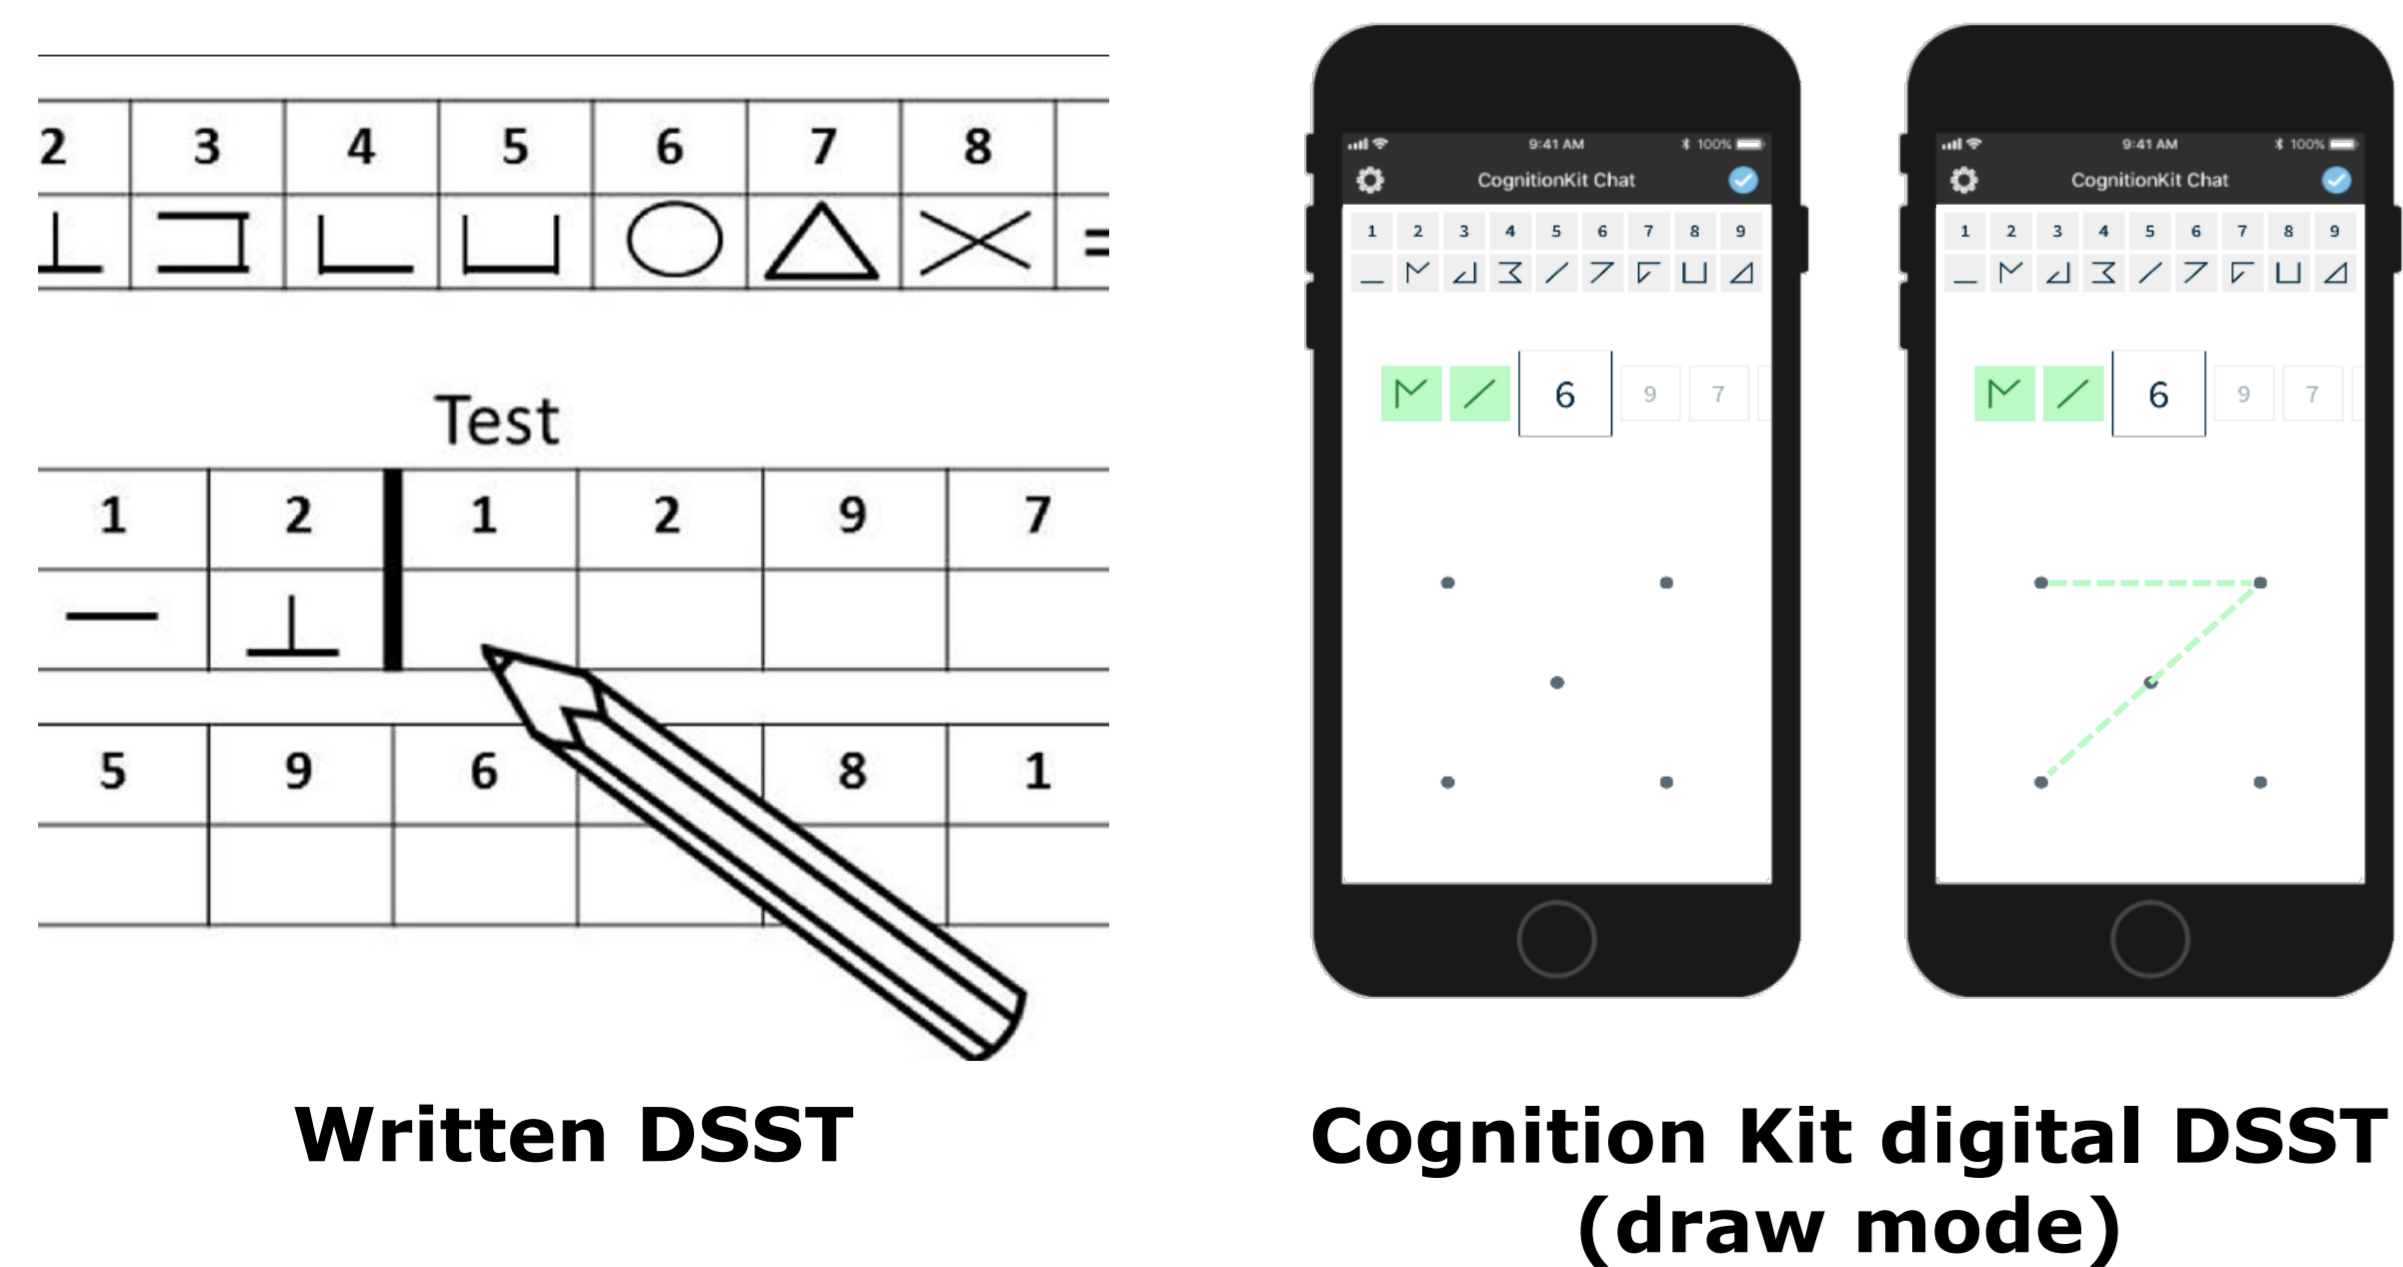 2 3 4 5 6 7 8
Test
1 2 1 2 9 7
5 9 6 8 1
Written DSST
9:41 AM 100%
CognitionKit Chat
1 2 3 4 5 6 7 8 9
6 9 7
9:41 AM 100%
CognitionKit Chat
1 2 3 4 5 6 7 8 9
6 9 7
Cognition Kit digital DSST
(draw mode)